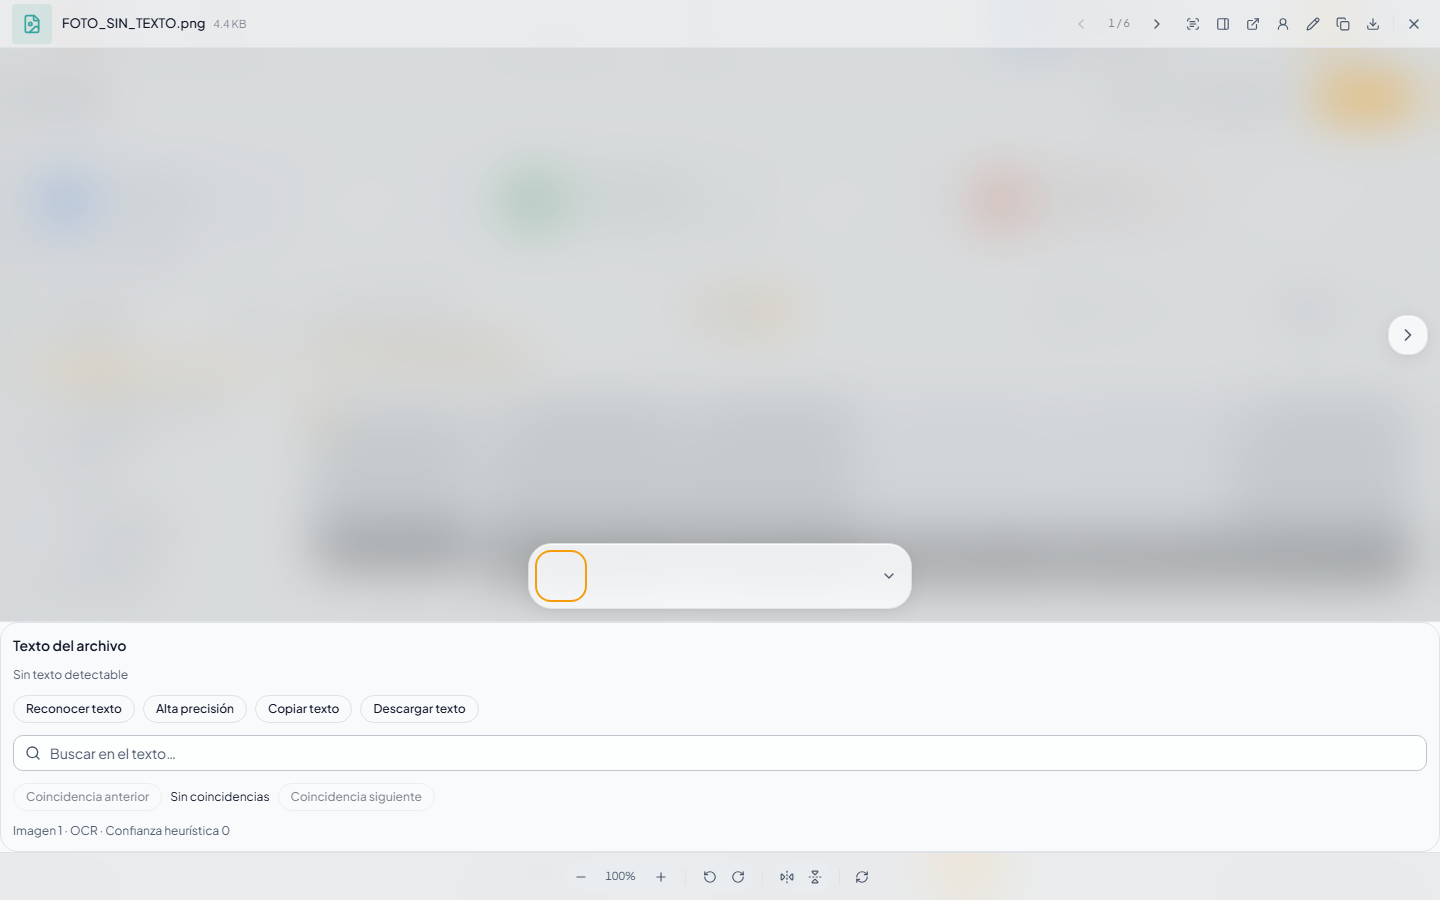 FOTO_SIN_TEXTO.png 4.4 KB 1 / 6
Texto del archivo
Sin texto detectable
Reconocer texto Alta precisión Copiar texto Descargar texto
Buscar en el texto...
Coincidencia anterior Sin coincidencias Coincidencia siguiente
Imagen 1 · OCR · Confianza heurística 0
100%